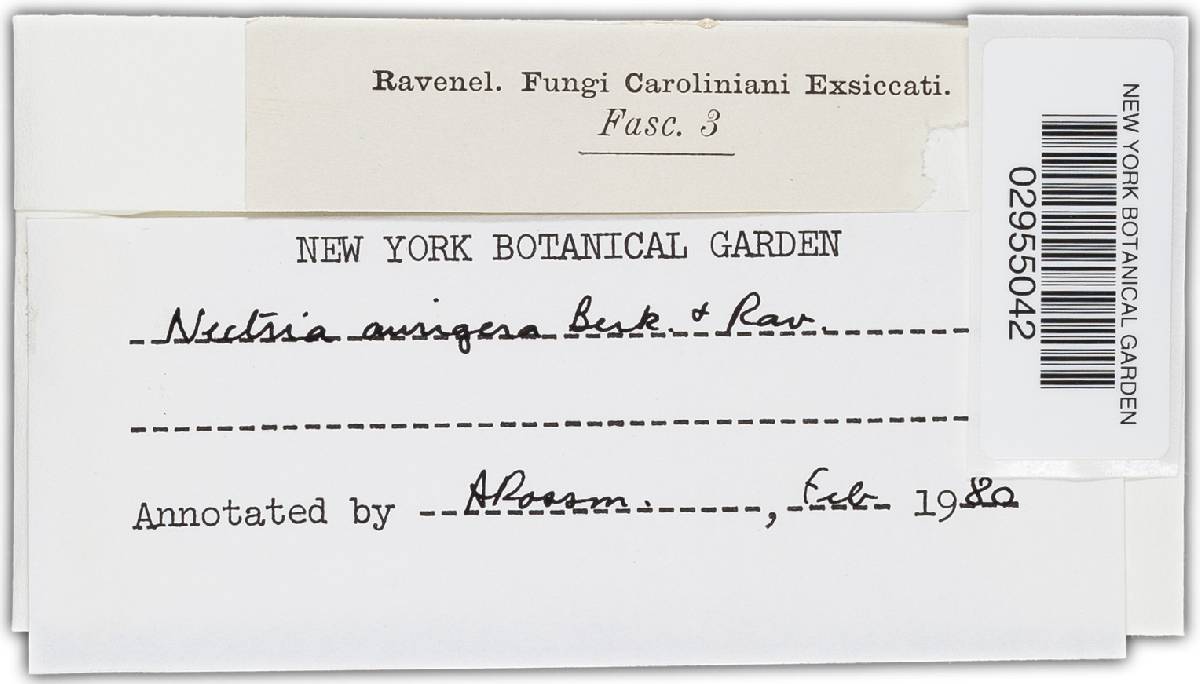 Ravenel. Fungi Caroliniani Exsiccati.
Fasc. 3
NEW YORK BOTANICAL GARDEN
02955042
NEW YORK BOTANICAL GARDEN
Nectria aurigera Berk. & Rav.
Annotated by ARossm. , Feb 1980